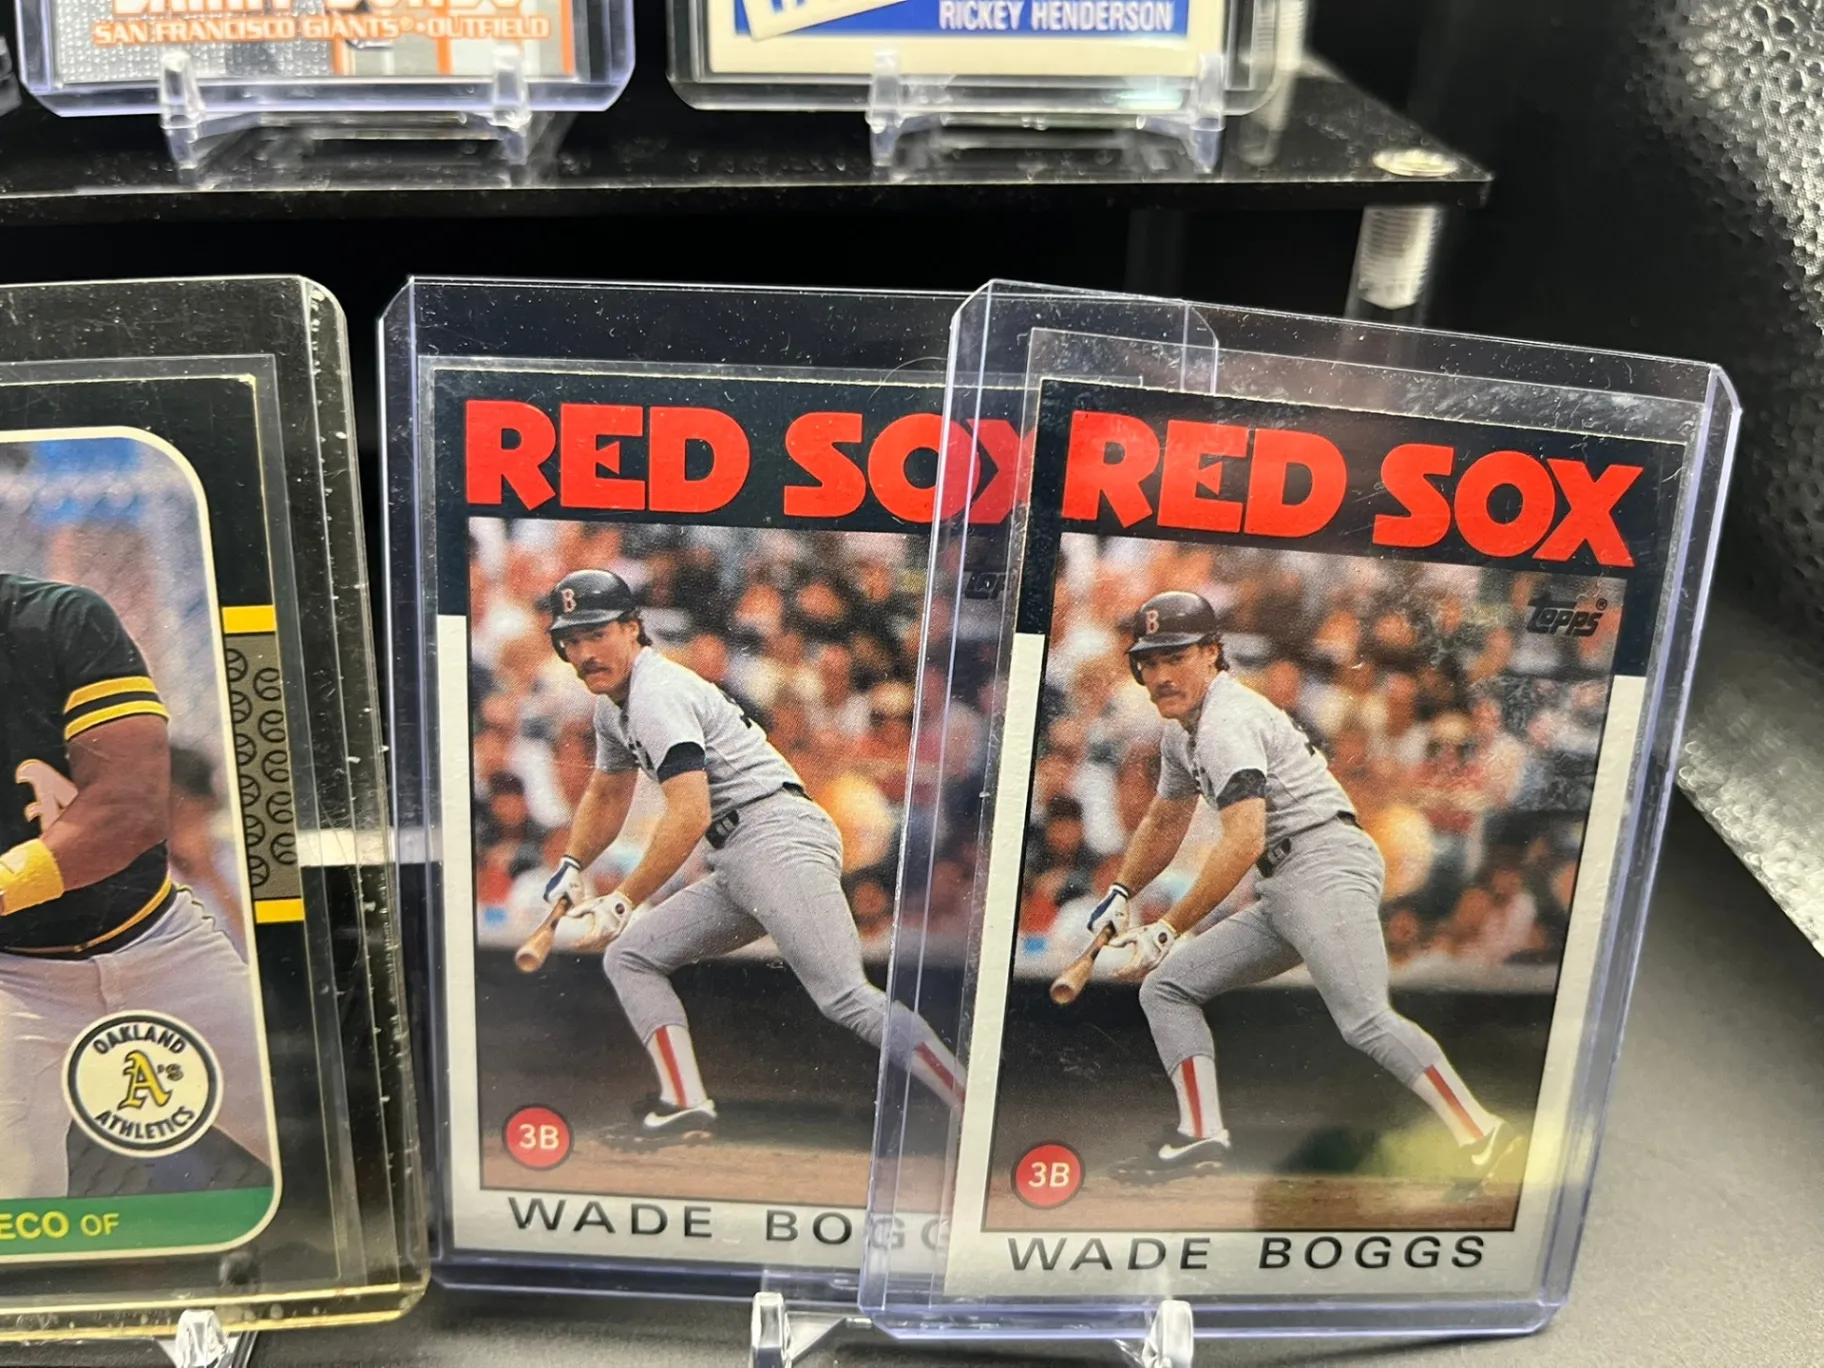 SAN FRANCISCO GIANTS® • OUTFIELD
RICKEY HENDERSON
RED SOX
RED SOX
Topps®
B
B
A
OAKLAND
A's
ATHLETICS
3B
3B
ECO OF
WADE BOGG
WADE BOGGS